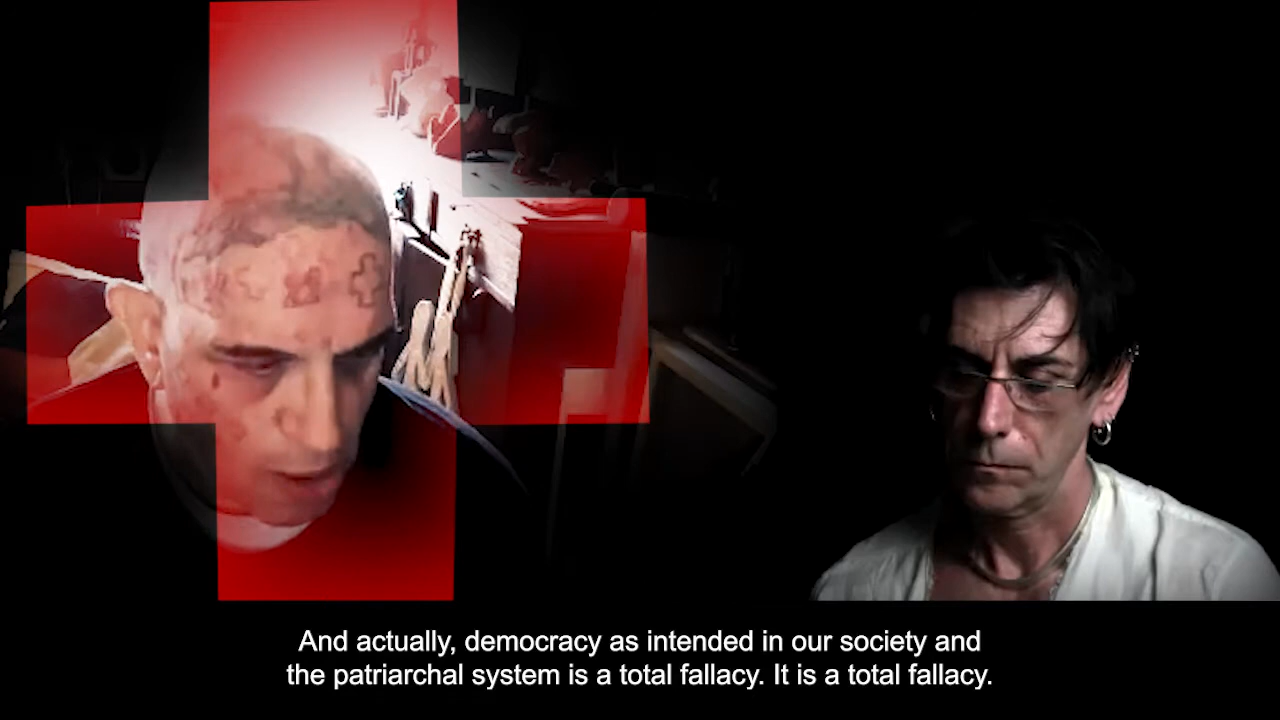 And actually, democracy as intended in our society and
the patriarchal system is a total fallacy. It is a total fallacy.